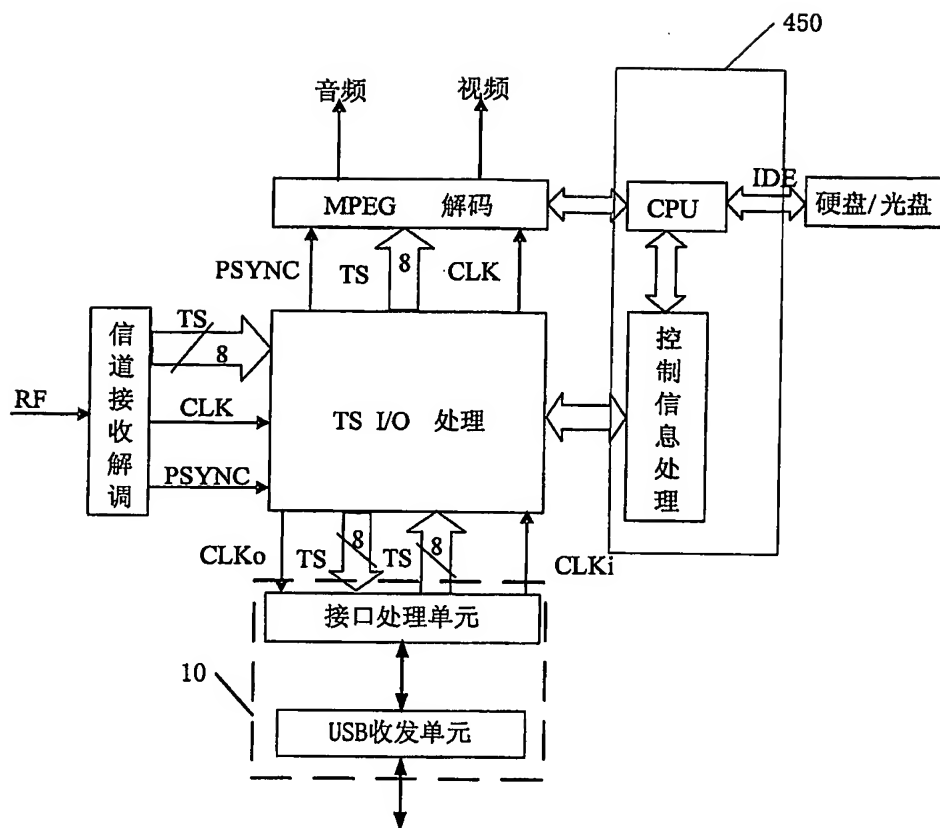 450
音频
视频
MPEG 解码
CPU
IDE
硬盘/光盘
PSYNC
TS
8
CLK
信道接收解调
TS
8
RF
CLK
PSYNC
TS I/O 处理
控制信息处理
CLKo
TS
8
TS
8
CLKi
接口处理单元
10
USB收发单元